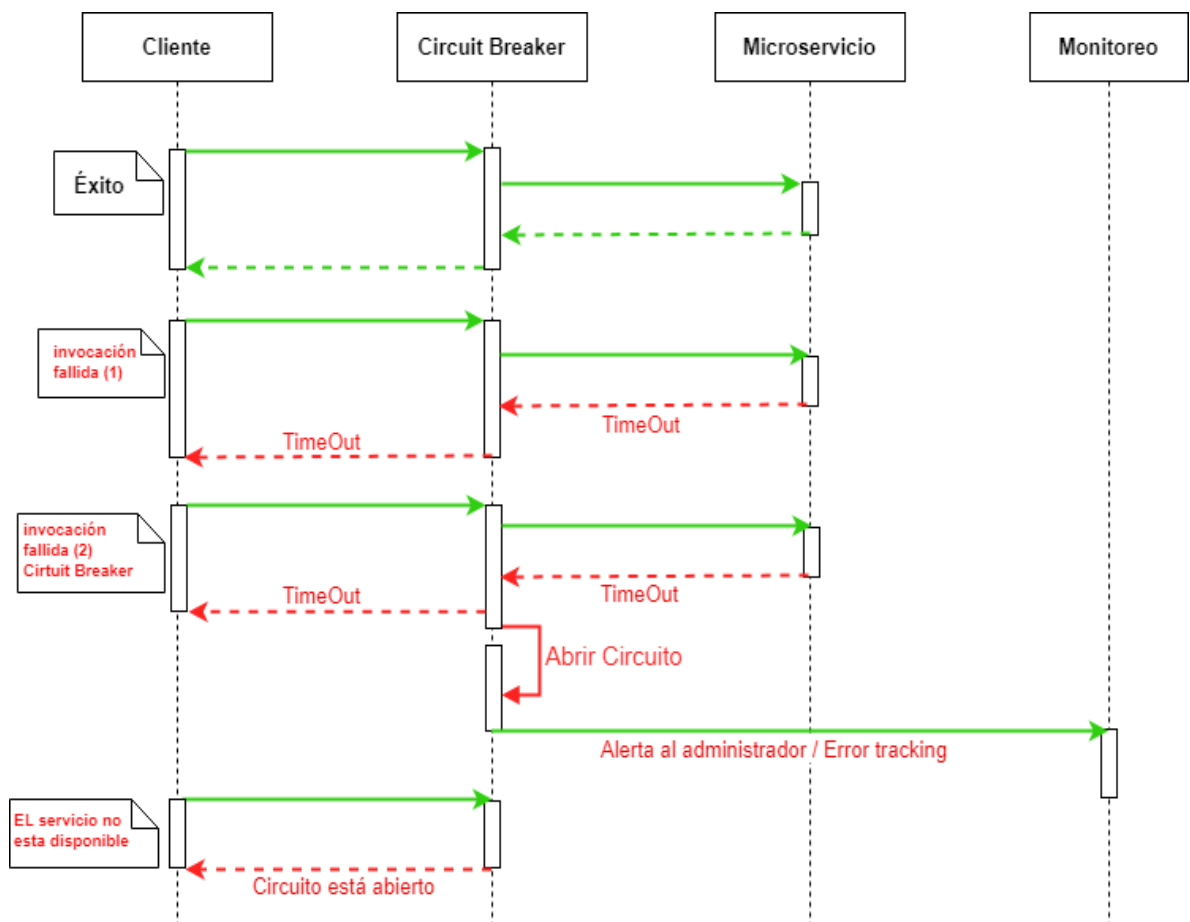 Cliente
Circuit Breaker
Microservicio
Monitoreo
Éxito
invocación
fallida (1)
TimeOut
TimeOut
invocación
fallida (2)
Cirtuit Breaker
TimeOut
TimeOut
Abrir Circuito
Alerta al administrador / Error tracking
EL servicio no
esta disponible
Circuito está abierto